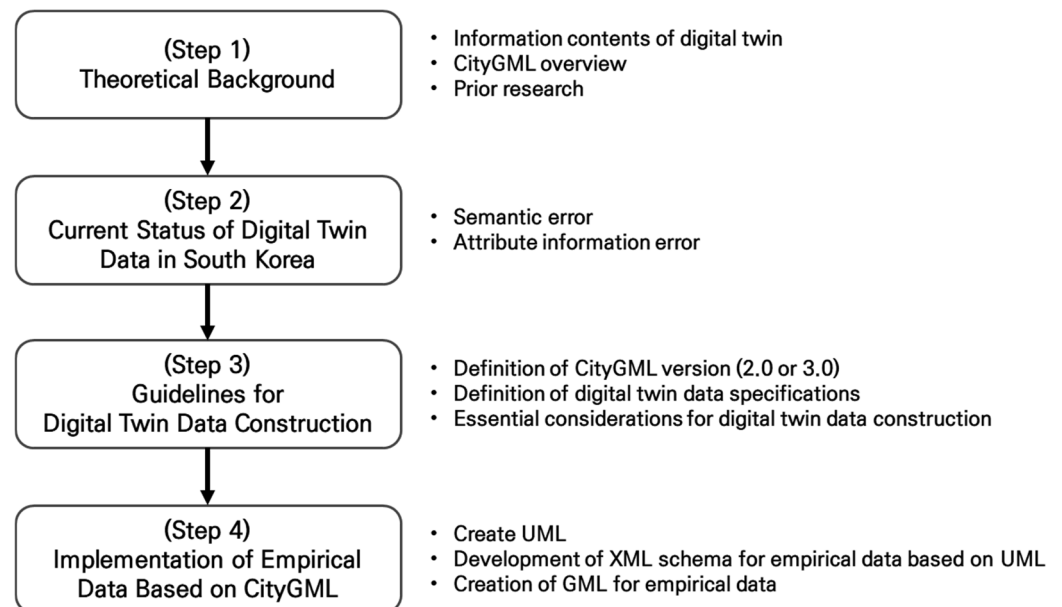 (Step 1)
Theoretical Background
• Information contents of digital twin
• CityGML overview
• Prior research
(Step 2)
Current Status of Digital Twin
Data in South Korea
• Semantic error
• Attribute information error
(Step 3)
Guidelines for
Digital Twin Data Construction
• Definition of CityGML version (2.0 or 3.0)
• Definition of digital twin data specifications
• Essential considerations for digital twin data construction
(Step 4)
Implementation of Empirical
Data Based on CityGML
• Create UML
• Development of XML schema for empirical data based on UML
• Creation of GML for empirical data